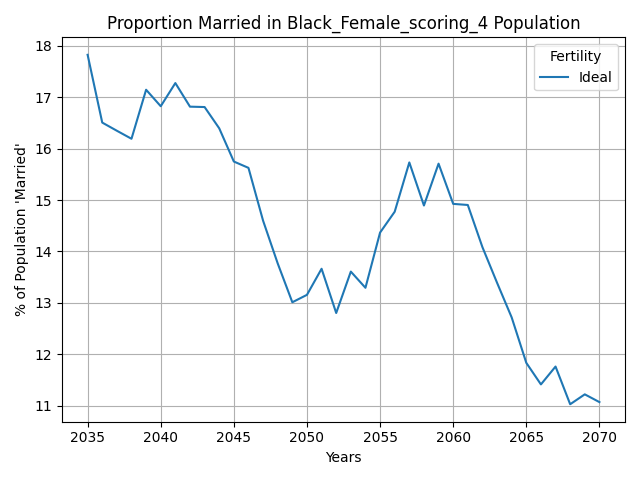 Proportion Married in Black_Female_scoring_4 Population
Fertility
Ideal
% of Population 'Married'
18
17
16
15
14
13
12
11
2035 2040 2045 2050 2055 2060 2065 2070
Years